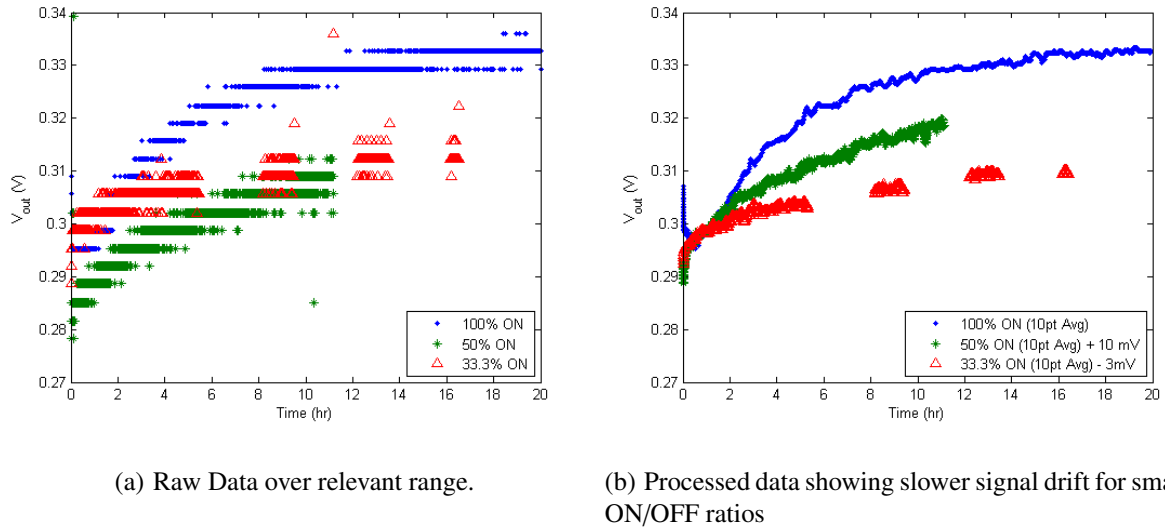 0.34
0.33
0.32
0.31
0.3
0.29
0.28
0.27
V_out (V)
0 2 4 6 8 10 12 14 16 18 20
Time (hr)
100% ON
50% ON
33.3% ON
(a) Raw Data over relevant range.
0.34
0.33
0.32
0.31
0.3
0.29
0.28
0.27
V_out (V)
0 2 4 6 8 10 12 14 16 18 20
Time (hr)
100% ON (10pt Avg)
50% ON (10pt Avg) + 10 mV
33.3% ON (10pt Avg) - 3mV
(b) Processed data showing slower signal drift for sma
ON/OFF ratios